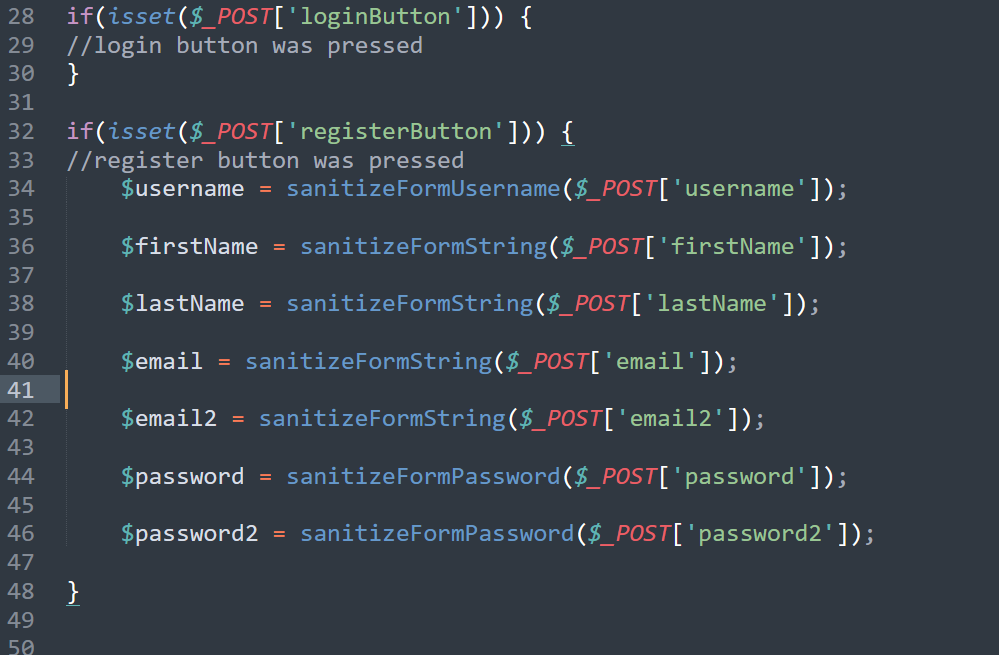 28 if(isset($_POST['loginButton'])) {
29 //login button was pressed
30 }
31
32 if(isset($_POST['registerButton'])) {
33 //register button was pressed
34     $username = sanitizeFormUsername($_POST['username']);
35
36     $firstName = sanitizeFormString($_POST['firstName']);
37
38     $lastName = sanitizeFormString($_POST['lastName']);
39
40     $email = sanitizeFormString($_POST['email']);
41
42     $email2 = sanitizeFormString($_POST['email2']);
43
44     $password = sanitizeFormPassword($_POST['password']);
45
46     $password2 = sanitizeFormPassword($_POST['password2']);
47
48 }
49
50